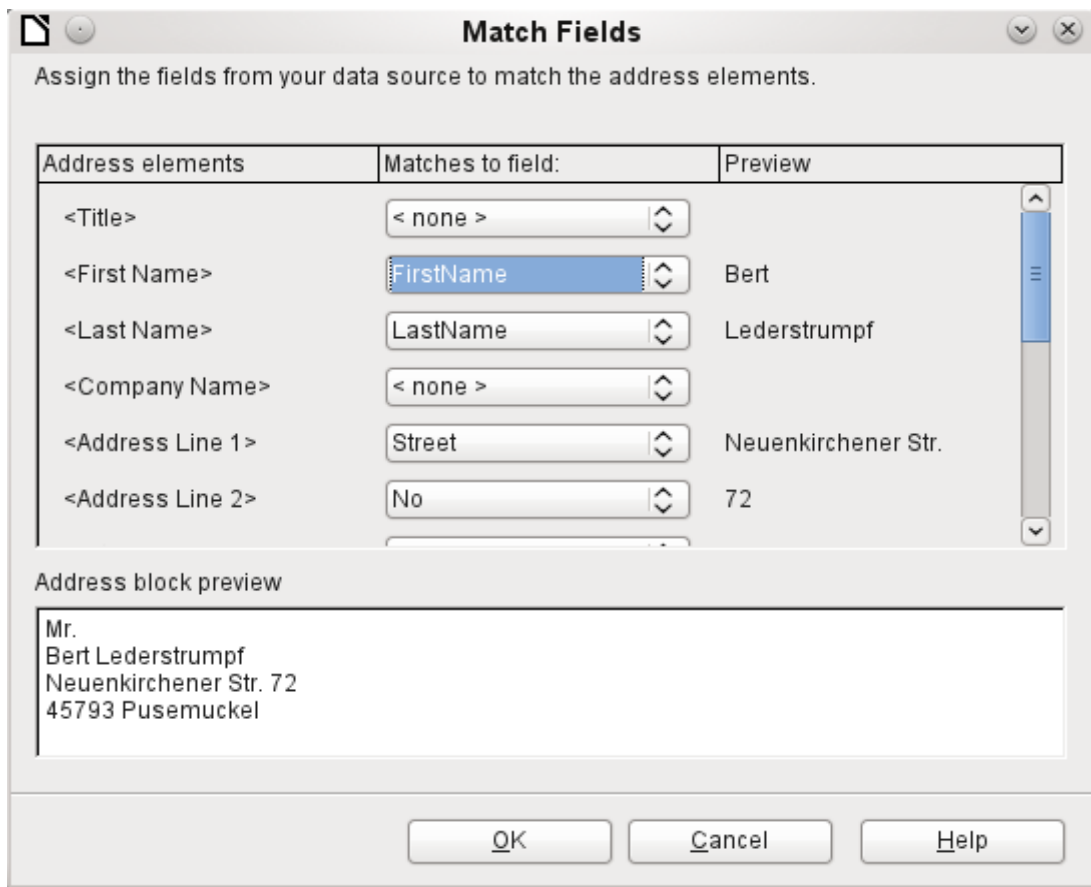 Match Fields
Assign the fields from your data source to match the address elements.
Address elements Matches to field: Preview
<Title> < none >
<First Name> FirstName Bert
<Last Name> LastName Lederstrumpf
<Company Name> < none >
<Address Line 1> Street Neuenkirchener Str.
<Address Line 2> No 72
Address block preview
Mr.
Bert Lederstrumpf
Neuenkirchener Str. 72
45793 Pusemuckel
OK Cancel Help